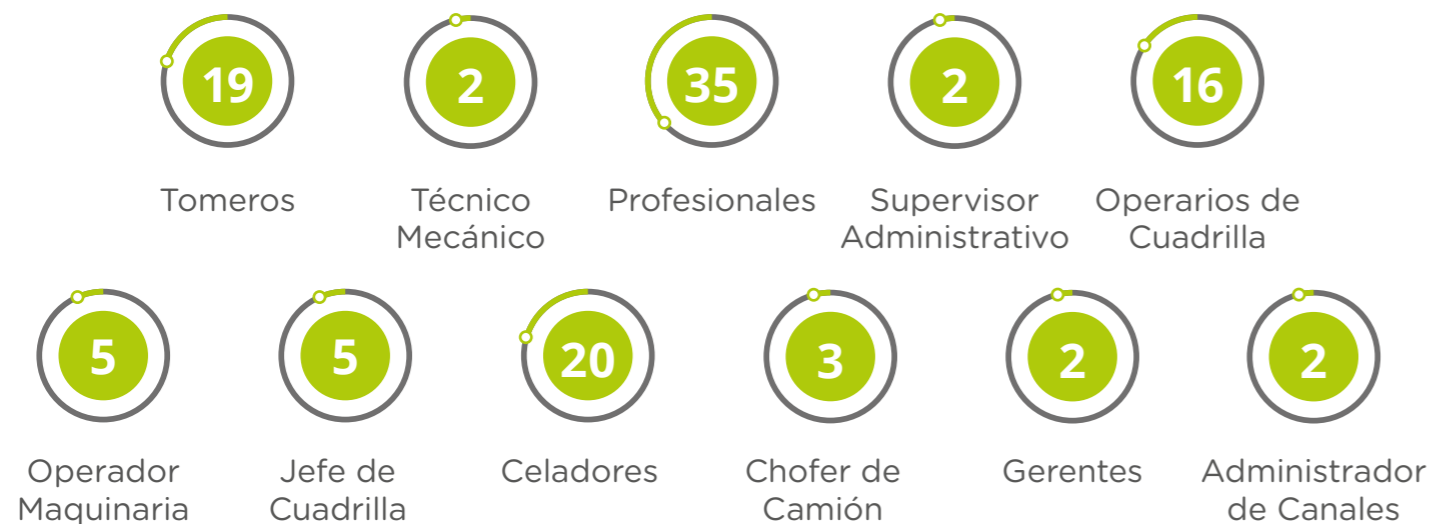 19
2
35
2
16
Tomeros
Técnico
Mecánico
Profesionales
Supervisor
Administrativo
Operarios de
Cuadrilla
5
5
20
3
2
2
Operador
Maquinaria
Jefe de
Cuadrilla
Celadores
Chofer de
Camión
Gerentes
Administrador
de Canales